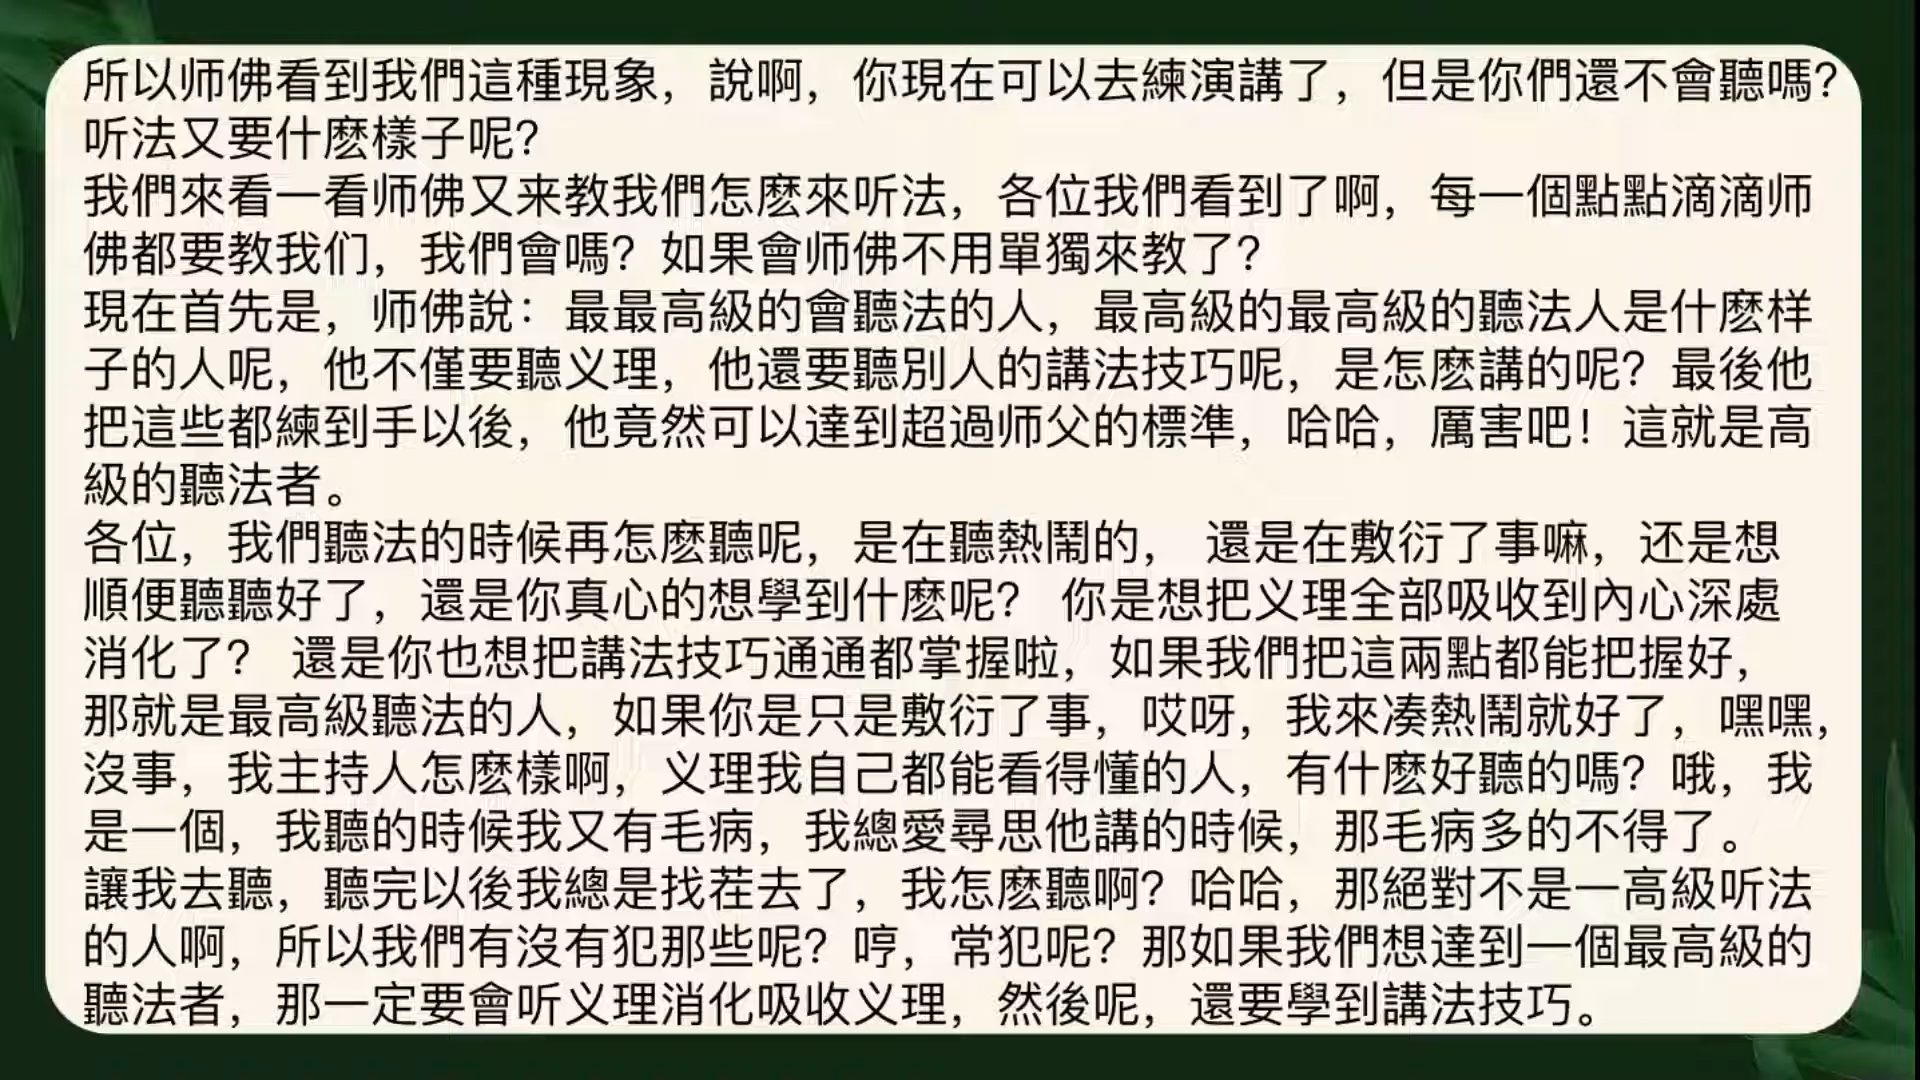 所以师佛看到我們這種現象，說啊，你現在可以去練演講了，但是你們還不會聽嗎？
听法又要什麽樣子呢？
我們來看一看师佛又来教我們怎麽來听法，各位我們看到了啊，每一個點點滴滴师
佛都要教我们，我們會嗎？如果會师佛不用單獨來教了？
現在首先是，师佛說：最最高級的會聽法的人，最高級的最高級的聽法人是什麽样
子的人呢，他不僅要聽义理，他還要聽別人的講法技巧呢，是怎麽講的呢？最後他
把這些都練到手以後，他竟然可以達到超過师父的標準，哈哈，厲害吧！這就是高
級的聽法者。
各位，我們聽法的時候再怎麽聽呢，是在聽熱鬧的， 還是在敷衍了事嘛，还是想
順便聽聽好了，還是你真心的想學到什麽呢？ 你是想把义理全部吸收到內心深處
消化了？ 還是你也想把講法技巧通通都掌握啦，如果我們把這兩點都能把握好，
那就是最高級聽法的人，如果你是只是敷衍了事，哎呀，我來凑熱鬧就好了，嘿嘿，
沒事，我主持人怎麽樣啊，义理我自己都能看得懂的人，有什麽好聽的嗎？哦，我
是一個，我聽的時候我又有毛病，我總愛尋思他講的時候，那毛病多的不得了。
讓我去聽，聽完以後我總是找茬去了，我怎麽聽啊？哈哈，那絕對不是一高級听法
的人啊，所以我們有沒有犯那些呢？哼，常犯呢？那如果我們想達到一個最高級的
聽法者，那一定要會听义理消化吸收义理，然後呢，還要學到講法技巧。